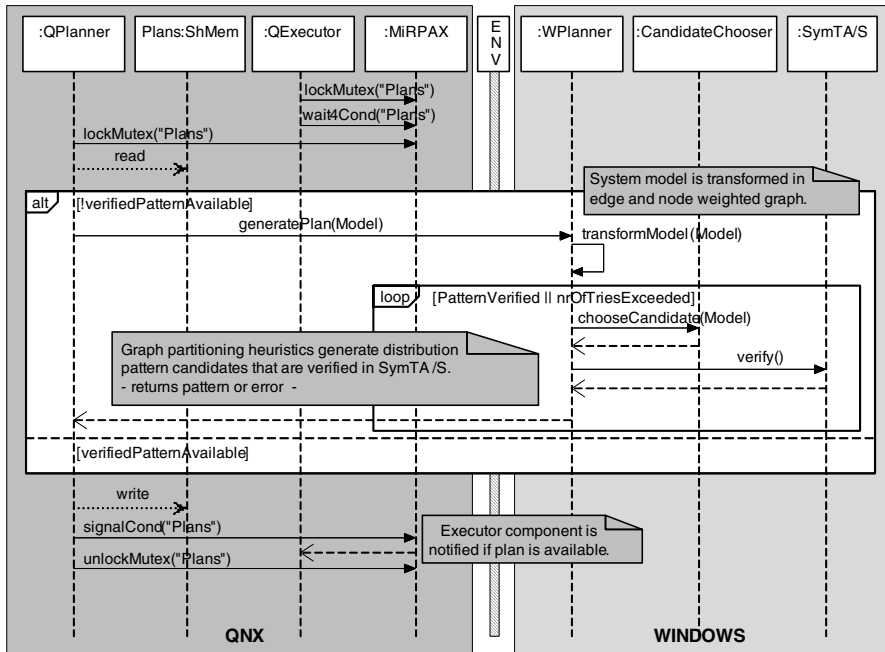 :QPlanner
Plans:ShMem
:QExecutor
:MiRPAX
ENV
:WPlanner
:CandidateChooser
:SymTA/S
lockMutex("Plans")
wait4Cond("Plans")
lockMutex("Plans")
read
System model is transformed in
edge and node weighted graph.
alt
[!verifiedPatternAvailable]
generatePlan(Model)
transformModel(Model)
loop
[PatternVerified || nrOfTriesExceeded]
chooseCandidate(Model)
Graph partitioning heuristics generate distribution
pattern candidates that are verified in SymTA /S.
- returns pattern or error -
verify()
[verifiedPatternAvailable]
write
signalCond("Plans")
Executor component is
notified if plan is available.
unlockMutex("Plans")
QNX
WINDOWS